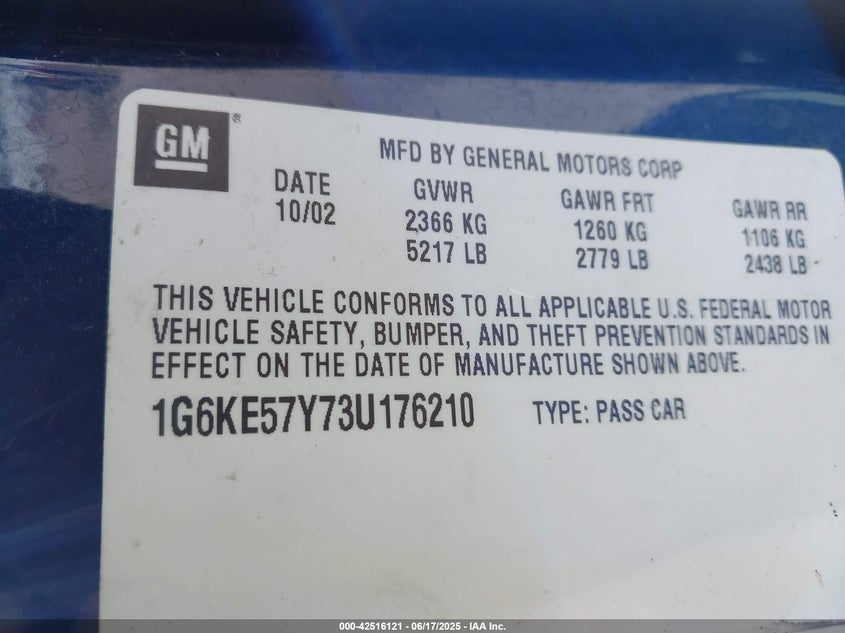 GM ®
MFD BY GENERAL MOTORS CORP
DATE GVWR GAWR FRT GAWR RR
10/02 2366 KG 1260 KG 1106 KG
5217 LB 2779 LB 2438 LB
THIS VEHICLE CONFORMS TO ALL APPLICABLE U.S. FEDERAL MOTOR
VEHICLE SAFETY, BUMPER, AND THEFT PREVENTION STANDARDS IN
EFFECT ON THE DATE OF MANUFACTURE SHOWN ABOVE.
1G6KE57Y73U176210 TYPE: PASS CAR
000-42516121 - 06/17/2025 - IAA Inc.